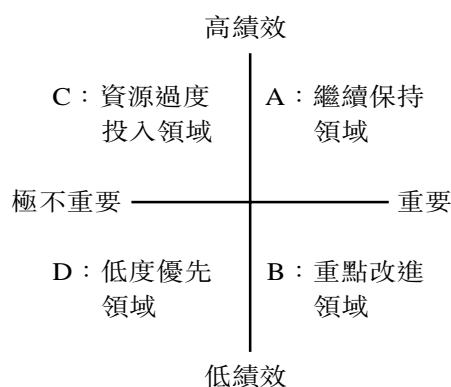 高績效
C：資源過度
投入領域
A：繼續保持
領域
極不重要
重要
D：低度優先
領域
B：重點改進
領域
低績效